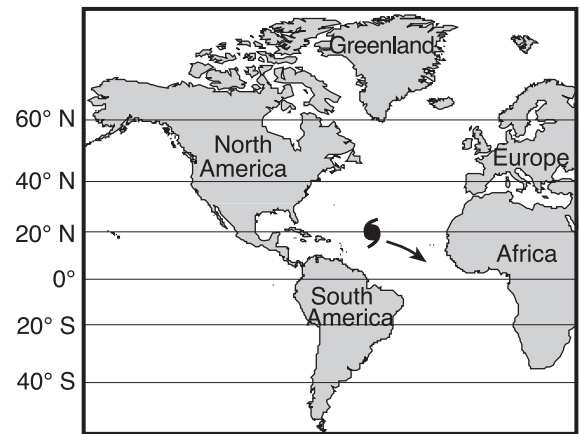 Greenland
60° N
North
America
Europe
40° N
20° N
Africa
0°
South
America
20° S
40° S